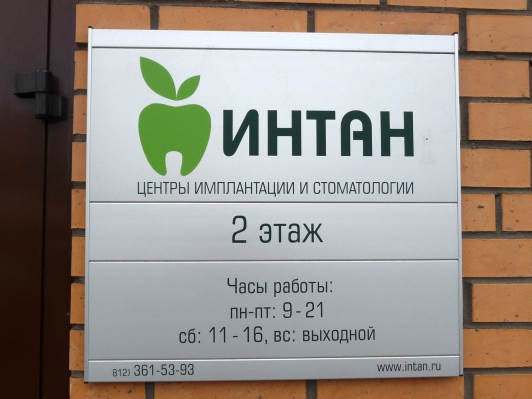 ИНТАН
ЦЕНТРЫ ИМПЛАНТАЦИИ И СТОМАТОЛОГИИ
2 этаж
Часы работы:
пн-пт: 9-21
сб: 11-16, вс: выходной
812) 361-53-93 www.intan.ru